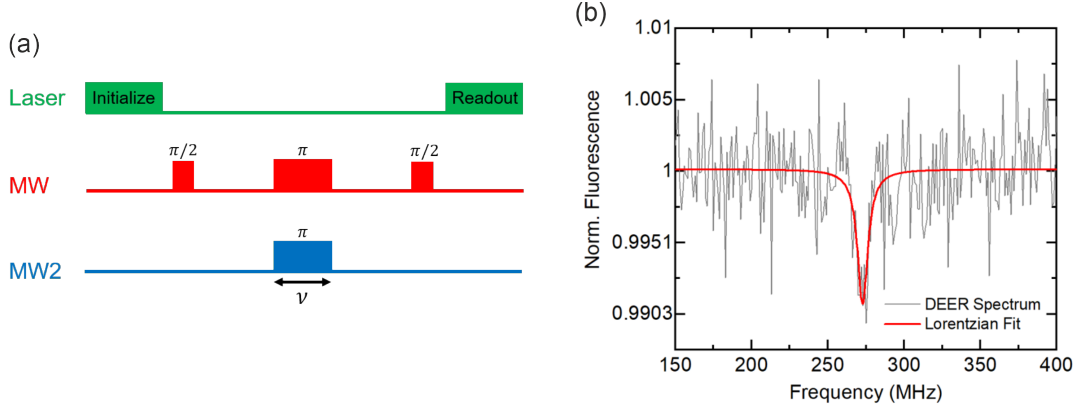 (a)
Laser
Initialize
Readout
π/2
π
π/2
MW
π
MW2
ν
(b)
1.01
1.005
1
0.9951
0.9903
Norm. Fluorescence
DEER Spectrum
Lorentzian Fit
150 200 250 300 350 400
Frequency (MHz)